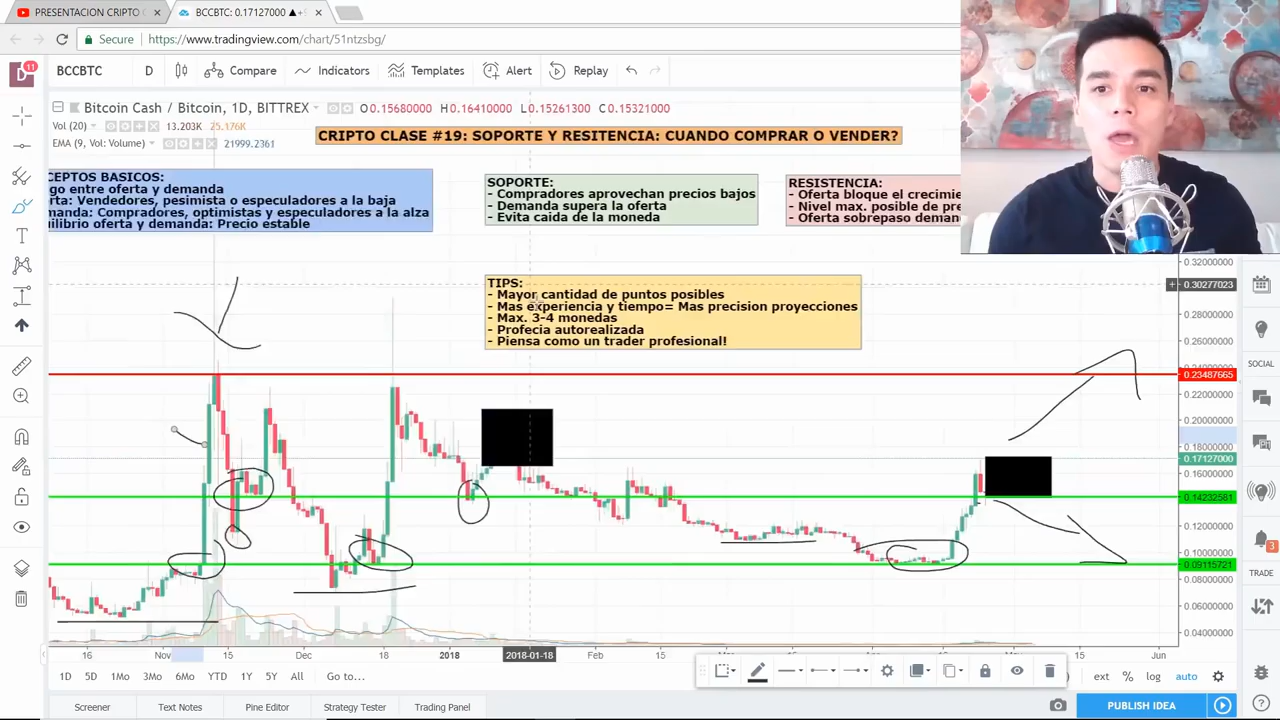 PRESENTACION CRIPTO
BCCBTC: 0.17127000 ▲
Secure
https://www.tradingview.com/chart/51ntzsbg/
11
BCCBTC
D
Compare
Indicators
Templates
Alert
Replay
Bitcoin Cash / Bitcoin, 1D, BITTREX
O0.15680000 H0.16410000 L0.15261300 C0.15321000
Vol (20)
13.203K 25.176K
EMA (9, Vol: Volume)
21999.2361
CRIPTO CLASE #19: SOPORTE Y RESITENCIA: CUANDO COMPRAR O VENDER?
CEPTOS BASICOS:
go entre oferta y demanda
rta: Vendedores, pesimista o especuladores a la baja
manda: Compradores, optimistas y especuladores a la alza
ilibrio oferta y demanda: Precio estable
SOPORTE:
- Compradores aprovechan precios bajos
- Demanda supera la oferta
- Evita caida de la moneda
RESISTENCIA:
- Oferta bloque el crecimie
- Nivel max. posible de pre
- Oferta sobrepaso deman
TIPS:
- Mayor cantidad de puntos posibles
- Mas experiencia y tiempo= Mas precision proyecciones
- Max. 3-4 monedas
- Profecia autorealizada
- Piensa como un trader profesional!
0.32000000
0.30277023
0.28000000
0.26000000
0.23487665
0.22000000
0.20000000
0.18000000
0.17127000
0.16000000
0.14232581
0.12000000
0.10000000
0.09115721
0.08000000
0.06000000
0.04000000
SOCIAL
3
TRADE
Nov
15
Dec
18
2018
2018-01-18
Feb
15
Mar
15
15
Jun
1D
5D
1Mo
3Mo
6Mo
YTD
1Y
5Y
All
Go to...
ext
%
log
auto
Screener
Text Notes
Pine Editor
Strategy Tester
Trading Panel
PUBLISH IDEA